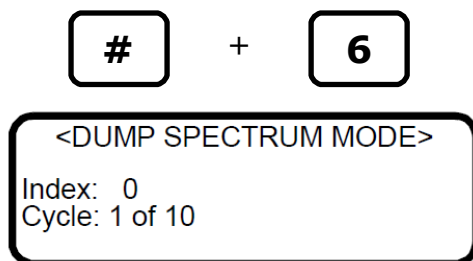 # + 6
<DUMP SPECTRUM MODE>
Index: 0
Cycle: 1 of 10